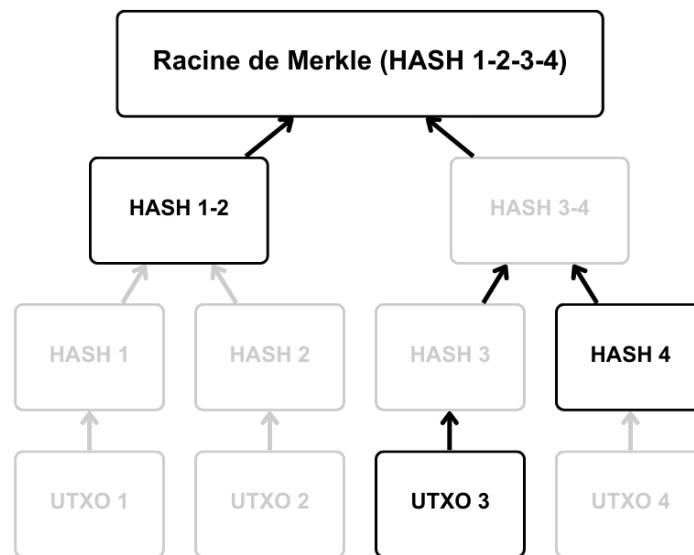 Racine de Merkle (HASH 1-2-3-4)
HASH 1-2
HASH 3-4
HASH 1
HASH 2
HASH 3
HASH 4
UTXO 1
UTXO 2
UTXO 3
UTXO 4